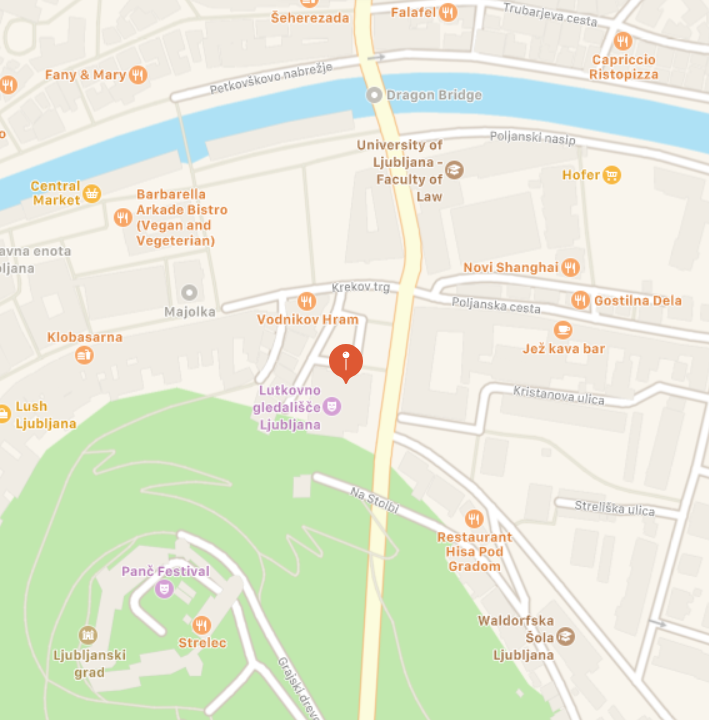 Šeherezada
Falafel
Trubarjeva cesta
Capriccio
Ristopizza
Fany & Mary
Petkovškovo nabrežje
Dragon Bridge
o
Poljanski nasip
University of
Ljubljana -
Faculty of
Law
Hofer
Central
Market
Barbarella
Arkade Bistro
(Vegan and
Vegeterian)
avna enota
oljana
Novi Shanghai
Majolka
Krekov trg
Vodnikov Hram
Poljanska cesta
Gostilna Dela
Klobasarna
Jež kava bar
Lutkovno
gledališče
Ljubljana
Kristanova ulica
Lush
Ljubljana
Na Stolbi
Streliška ulica
Restaurant
Hisa Pod
Gradom
Panč Festival
Strelec
Ljubljanski
grad
Waldorfska
Šola
Ljubljana
Grajski drevo